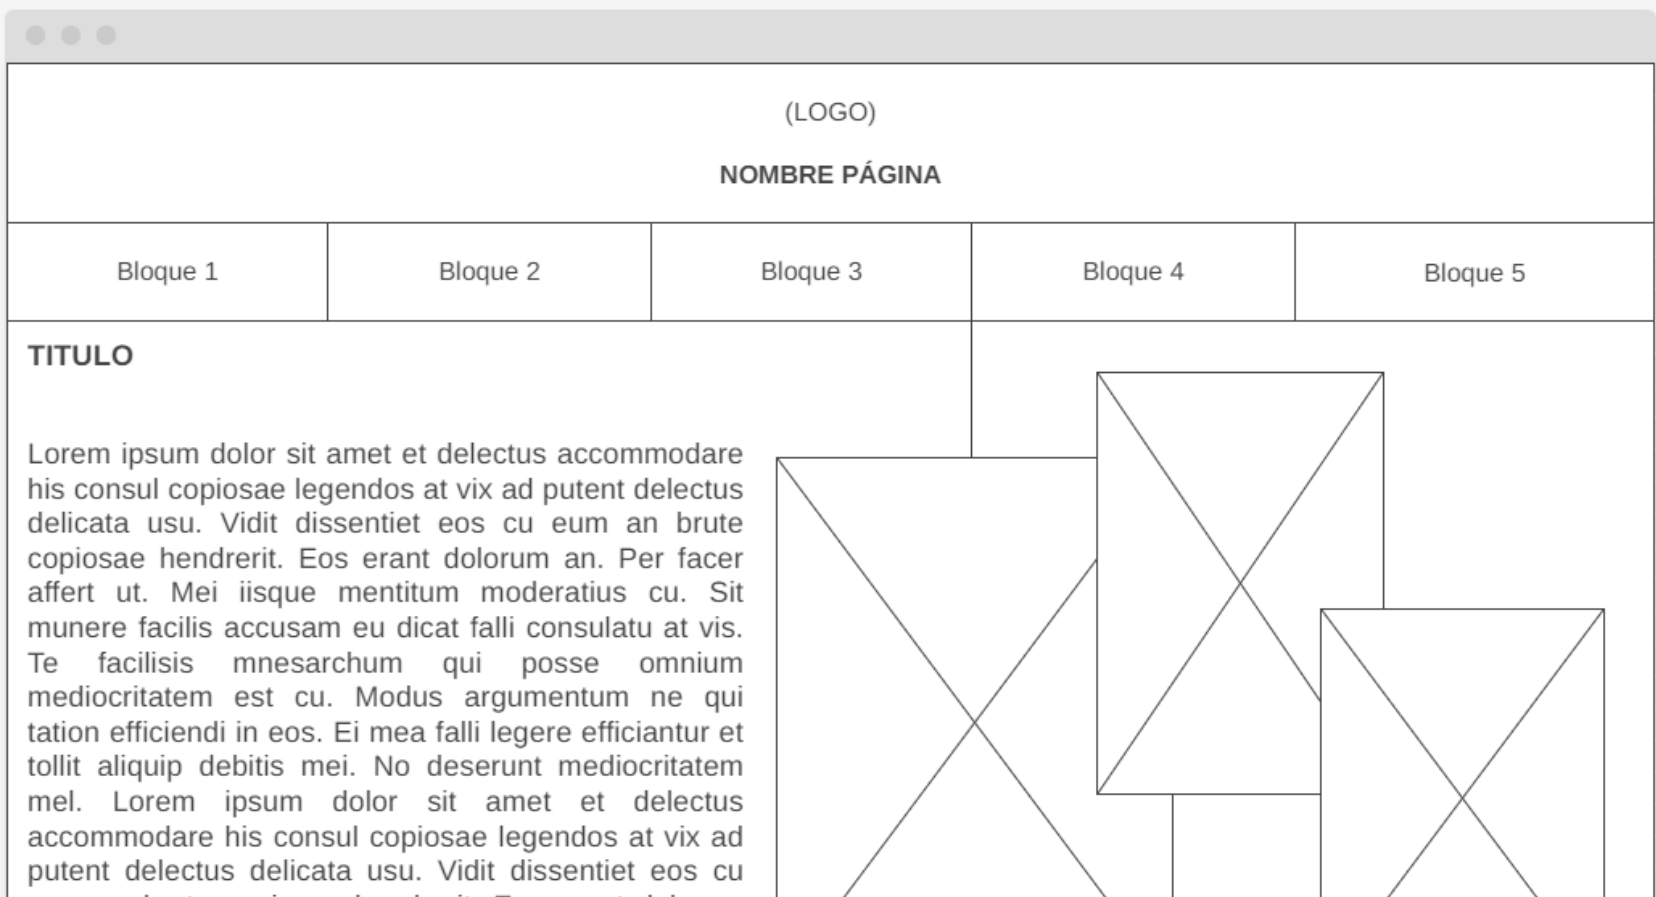 (LOGO)
NOMBRE PÁGINA
Bloque 1
Bloque 2
Bloque 3
Bloque 4
Bloque 5
TITULO
Lorem ipsum dolor sit amet et delectus accommodare
his consul copiosae legendos at vix ad putent delectus
delicata usu. Vidit dissentiet eos cu eum an brute
copiosae hendrerit. Eos erant dolorum an. Per facer
affert ut. Mei iisque mentitum moderatius cu. Sit
munere facilis accusam eu dicat falli consulatu at vis.
Te facilisis mnesarchum qui posse omnium
mediocritatem est cu. Modus argumentum ne qui
tation efficiendi in eos. Ei mea falli legere efficiantur et
tollit aliquip debitis mei. No deserunt mediocritatem
mel. Lorem ipsum dolor sit amet et delectus
accommodare his consul copiosae legendos at vix ad
putent delectus delicata usu. Vidit dissentiet eos cu